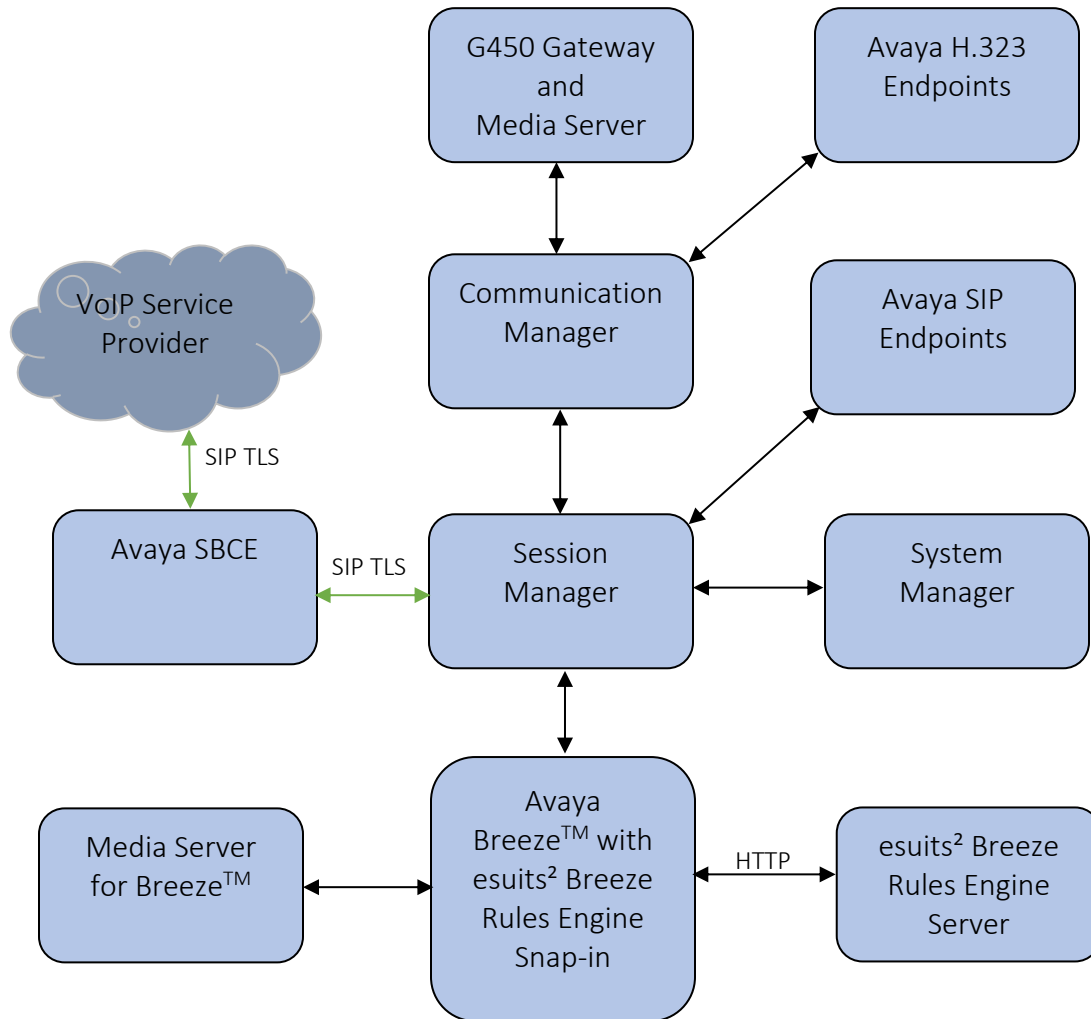 G450 Gateway
and
Media Server
Avaya H.323
Endpoints
VoIP Service
Provider
Communication
Manager
Avaya SIP
Endpoints
SIP TLS
Avaya SBCE
SIP TLS
Session
Manager
System
Manager
Media Server
for Breeze™
Avaya
Breeze™ with
esuits² Breeze
Rules Engine
Snap-in
HTTP
esuits² Breeze
Rules Engine
Server